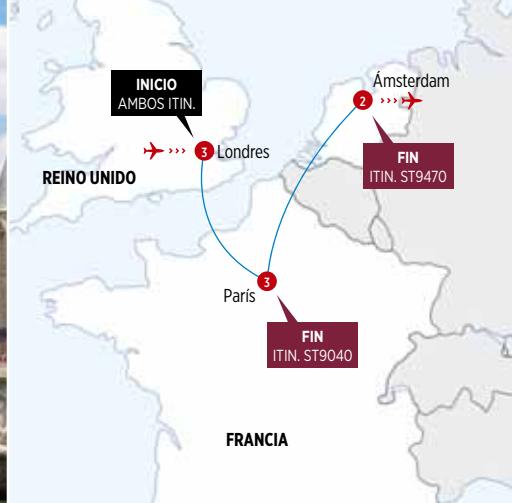 INICIO
AMBOS ITIN.
Ámsterdam
2
3 Londres
FIN
ITIN. ST9470
REINO UNIDO
3
París
FIN
ITIN. ST9040
FRANCIA